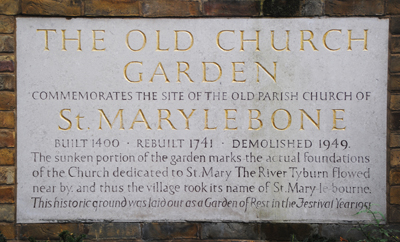 THE OLD CHURCH
GARDEN
COMMEMORATES THE SITE OF THE OLD PARISH CHURCH OF
St. MARYLEBONE
BUILT 1400 · REBUILT 1741 · DEMOLISHED 1949.
The sunken portion of the garden marks the actual foundations
of the Church dedicated to St. Mary The River Tyburn flowed
near by, and thus the village took its name of St. Mary-le-bourne.
This historic ground was laid out as a Garden of Rest in the Festival Year